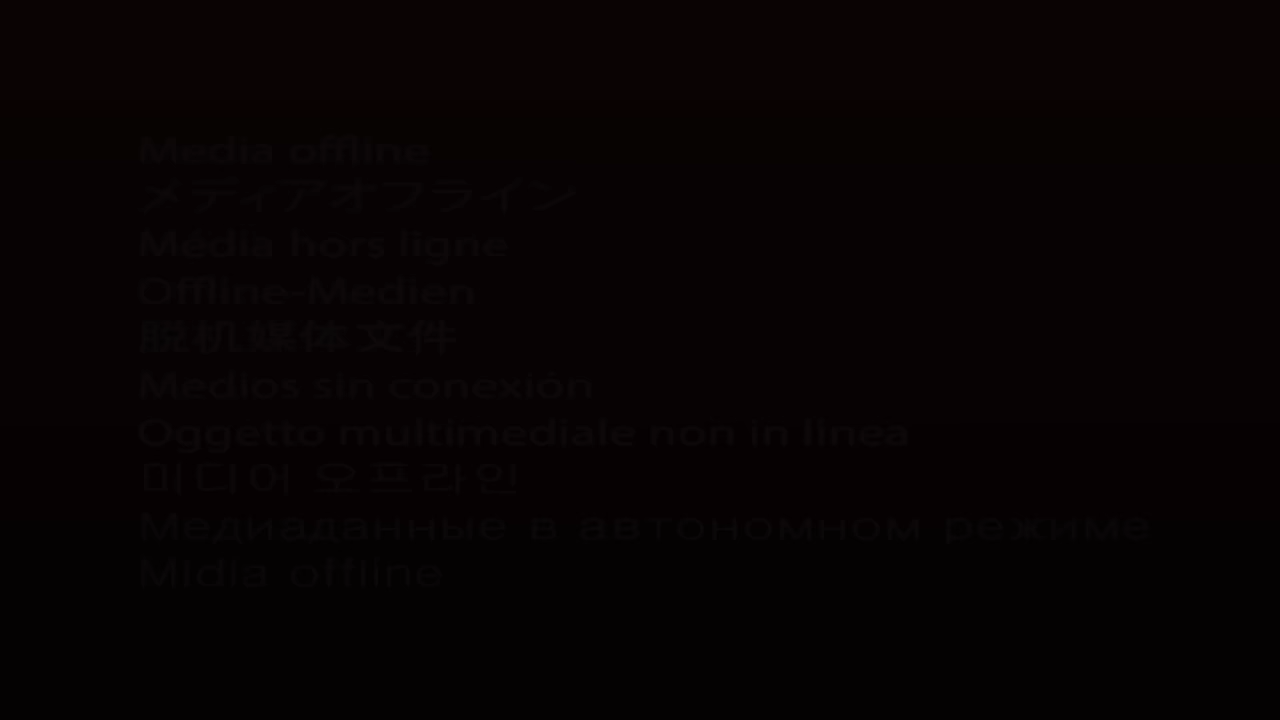 Media offline
メディアオフライン
Média hors ligne
Offline-Medien
脱机媒体文件
Medios sin conexión
Oggetto multimediale non in linea
미디어 오프라인
Медиаданные в автономном режиме
Mídia offline